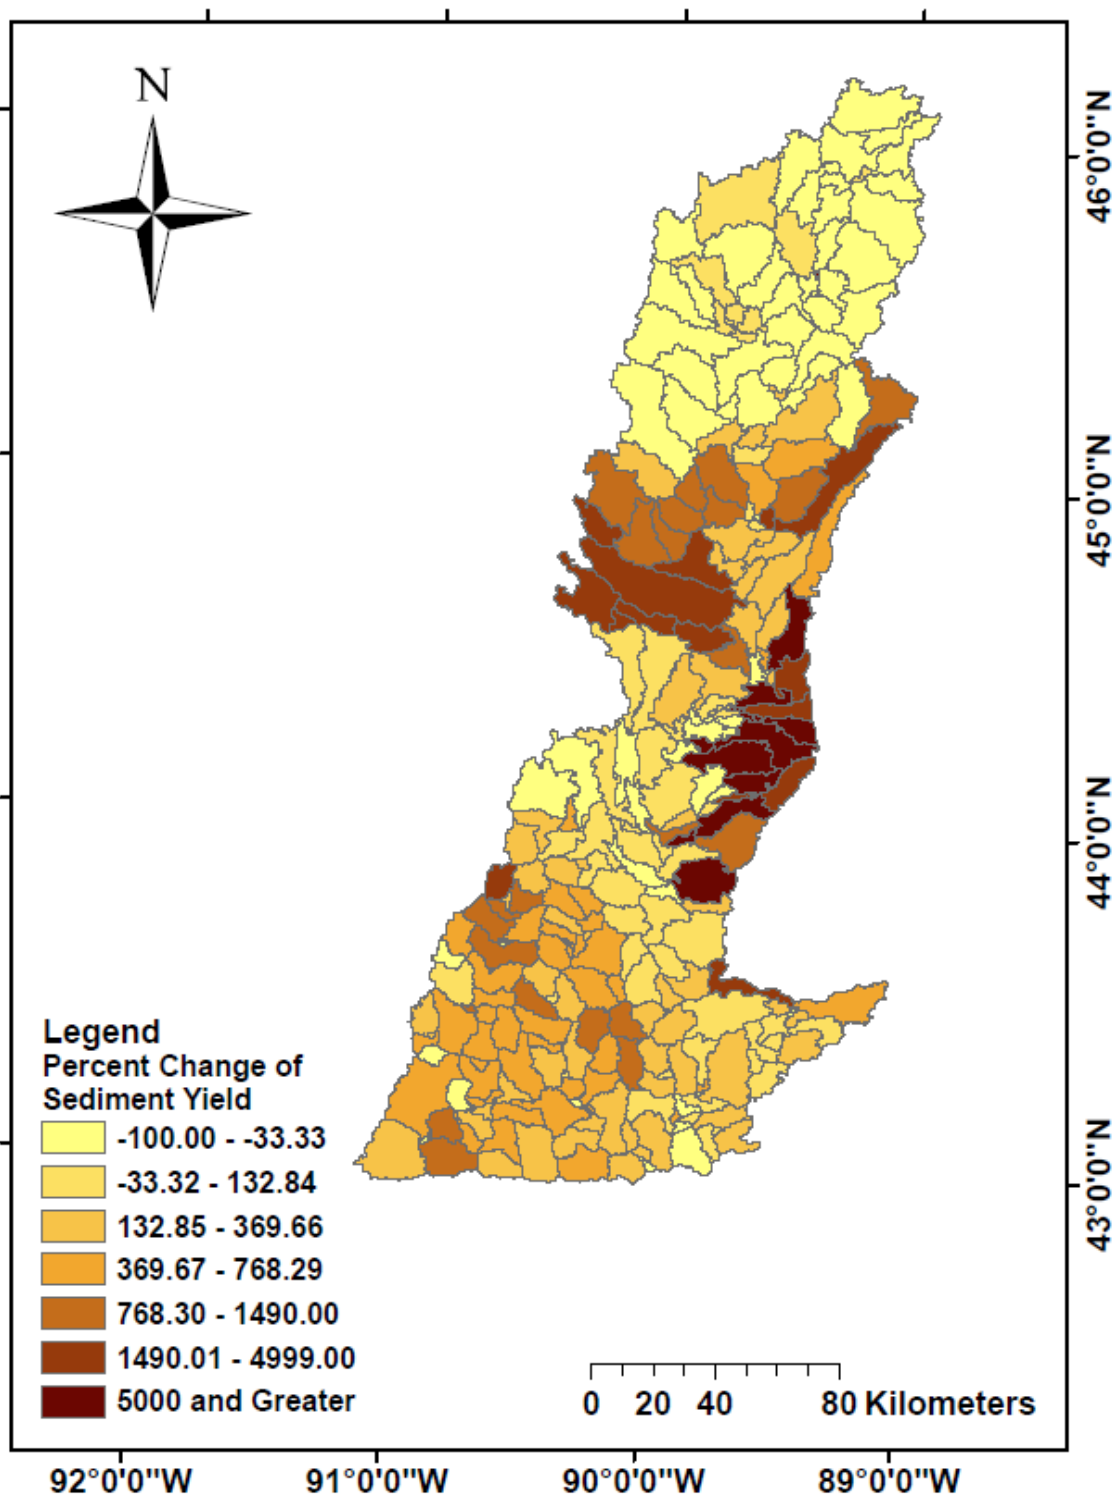 N
46°0'0"N
45°0'0"N
44°0'0"N
43°0'0"N
Legend
Percent Change of
Sediment Yield
-100.00 - -33.33
-33.32 - 132.84
132.85 - 369.66
369.67 - 768.29
768.30 - 1490.00
1490.01 - 4999.00
5000 and Greater
0 20 40 80 Kilometers
92°0'0"W 91°0'0"W 90°0'0"W 89°0'0"W